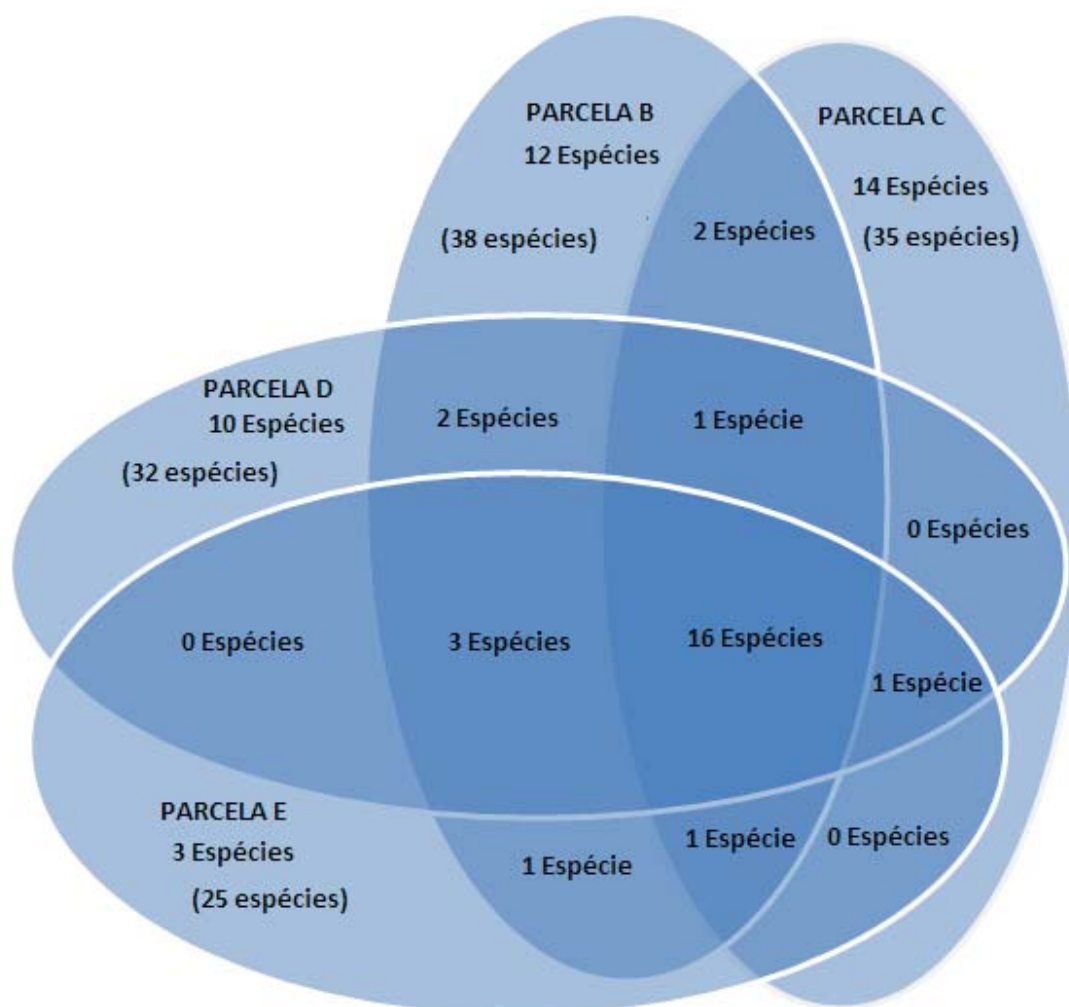 PARCELA B
12 Espécies
(38 espécies)
PARCELA C
14 Espécies
(35 espécies)
2 Espécies
PARCELA D
10 Espécies
(32 espécies)
2 Espécies
1 Espécie
0 Espécies
0 Espécies
3 Espécies
16 Espécies
1 Espécie
PARCELA E
3 Espécies
(25 espécies)
1 Espécie
1 Espécie
0 Espécies